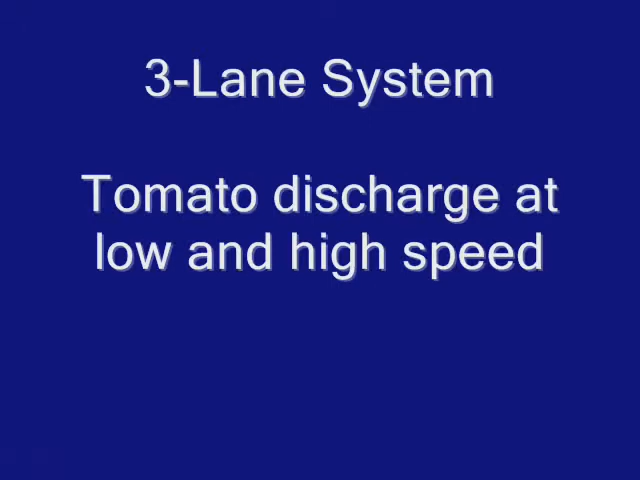 3-Lane System
Tomato discharge at
low and high speed